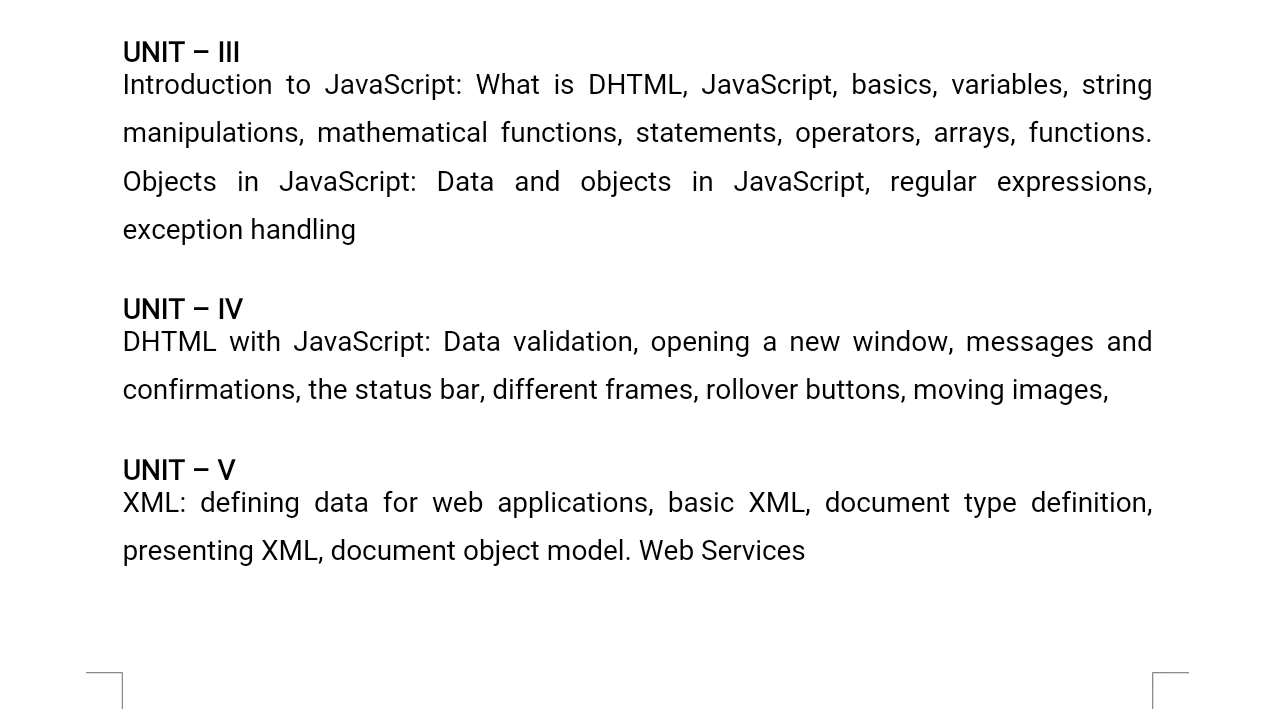 UNIT – III
Introduction to JavaScript: What is DHTML, JavaScript, basics, variables, string
manipulations, mathematical functions, statements, operators, arrays, functions.
Objects in JavaScript: Data and objects in JavaScript, regular expressions,
exception handling
UNIT – IV
DHTML with JavaScript: Data validation, opening a new window, messages and
confirmations, the status bar, different frames, rollover buttons, moving images,
UNIT – V
XML: defining data for web applications, basic XML, document type definition,
presenting XML, document object model. Web Services